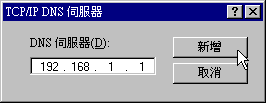 TCP/IP DNS 伺服器
DNS 伺服器(D):
192 . 168 . 1 . 1
新增
取消